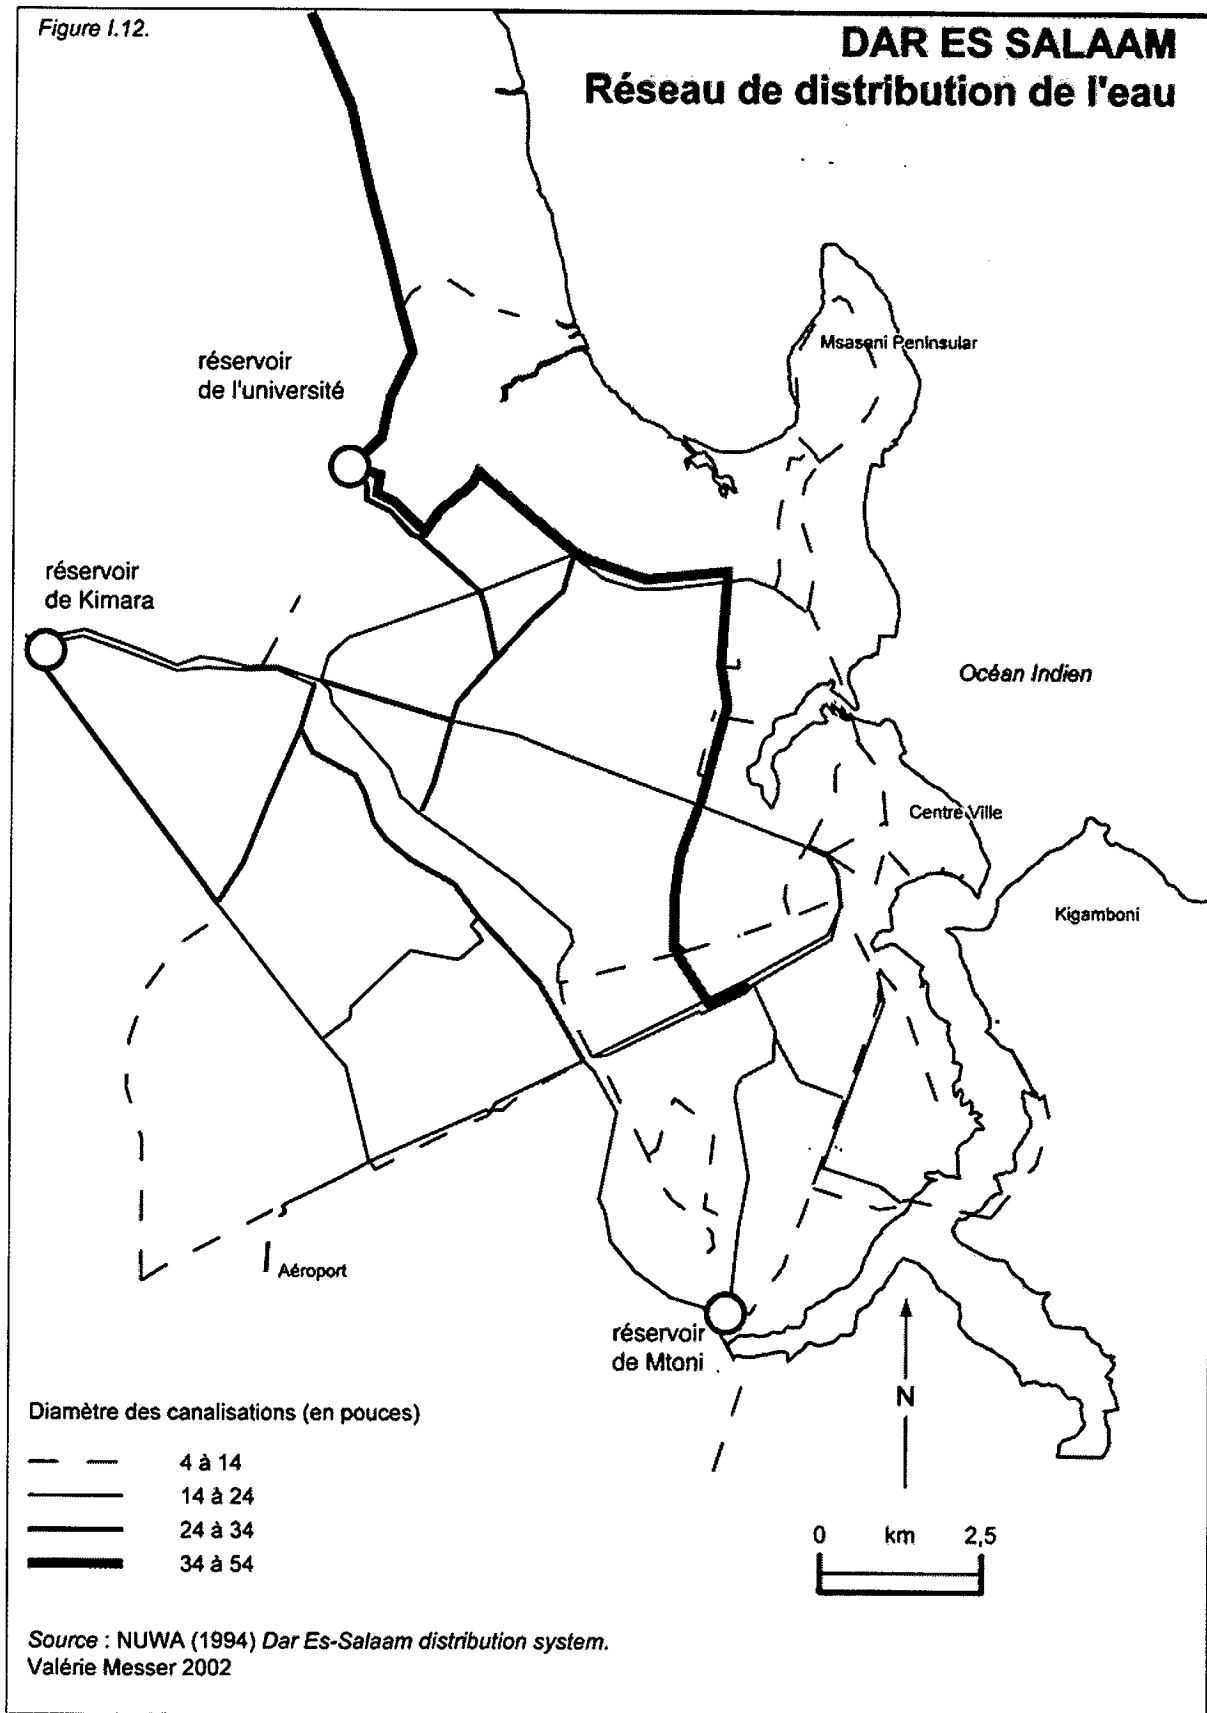 Figure I.12.
DAR ES SALAAM
Réseau de distribution de l'eau
Msasani Peninsular
réservoir
de l'université
réservoir
de Kimara
Océan Indien
Centre Ville
Kigamboni
Aéroport
réservoir
de Mtoni
N
Diamètre des canalisations (en pouces)
4 à 14
14 à 24
24 à 34
34 à 54
0 km 2,5
Source : NUWA (1994) Dar Es-Salaam distribution system.
Valérie Messer 2002